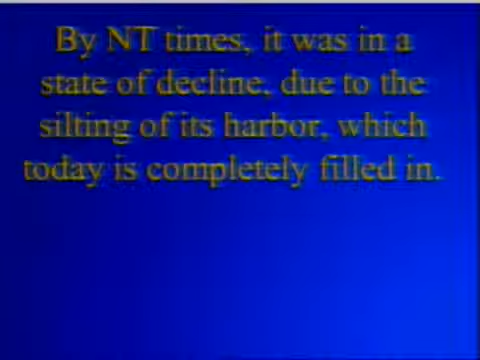 By NT times, it was in a
state of decline, due to the
silting of its harbor, which
today is completely filled in.